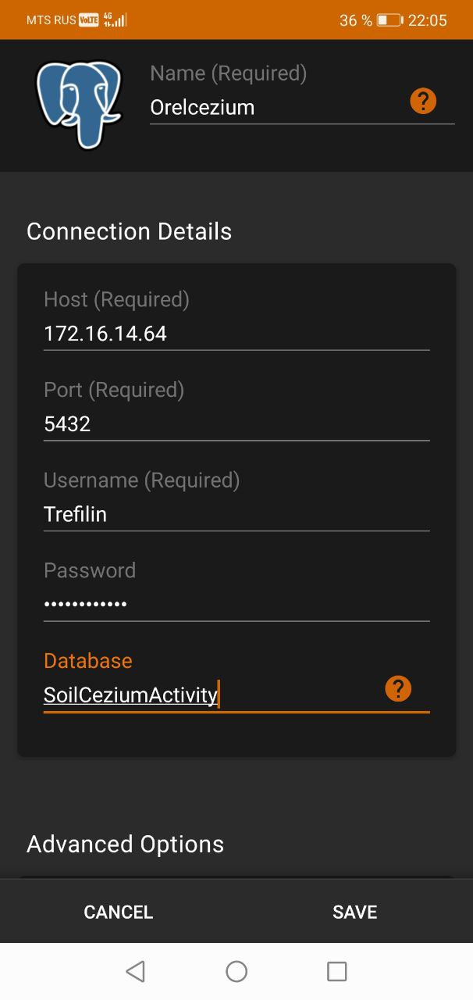 MTS RUS VoLTE 4G 36 % 22:05
Name (Required)
Orelcezium
?
Connection Details
Host (Required)
172.16.14.64
Port (Required)
5432
Username (Required)
Trefilin
Password
••••••••••••
Database
SoilCeziumActivity
?
Advanced Options
CANCEL SAVE